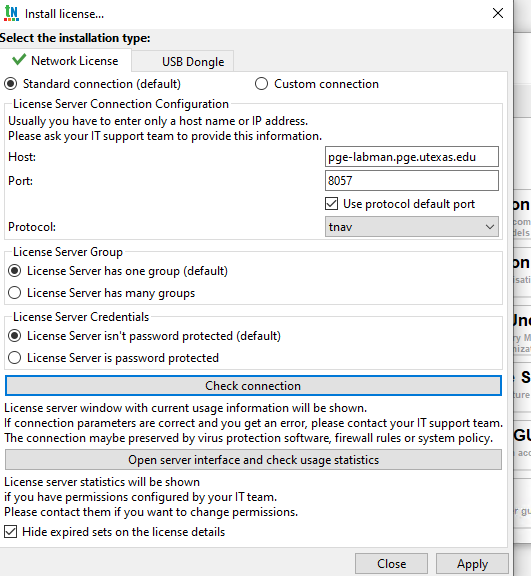 tN Install license...
Select the installation type:
Network License USB Dongle
Standard connection (default) Custom connection
License Server Connection Configuration
Usually you have to enter only a host name or IP address.
Please ask your IT support team to provide this information.
Host: pge-labman.pge.utexas.edu
Port: 8057
Use protocol default port
Protocol: tnav
License Server Group
License Server has one group (default)
License Server has many groups
License Server Credentials
License Server isn't password protected (default)
License Server is password protected
Check connection
License server window with current usage information will be shown.
If connection parameters are correct and you get an error, please contact your IT support team.
The connection maybe be preserved by virus protection software, firewall rules or system policy.
Open server interface and check usage statistics
License server statistics will be shown
if you have permissions configured by your IT team.
Please contact them if you want to change permissions.
Hide expired sets on the license details
Close Apply